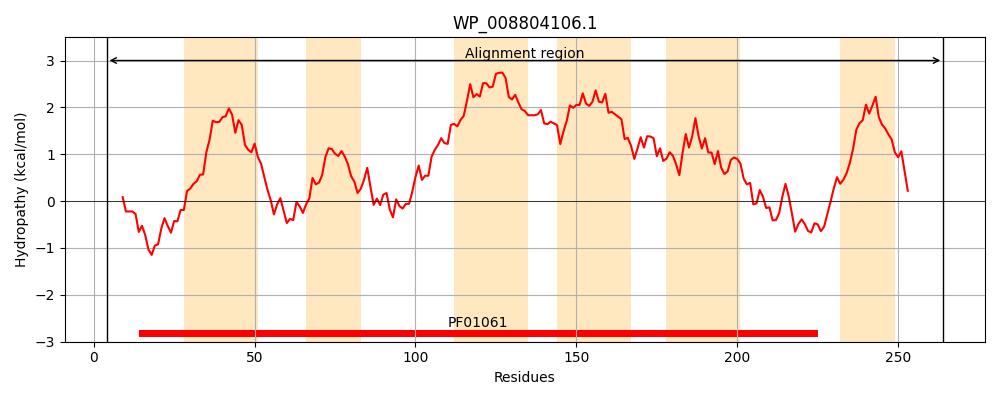 WP_008804106.1
Alignment region
PF01061
Hydropathy (kcal/mol)
3
2
1
0
−1
−2
−3
0
50
100
150
200
250
Residues